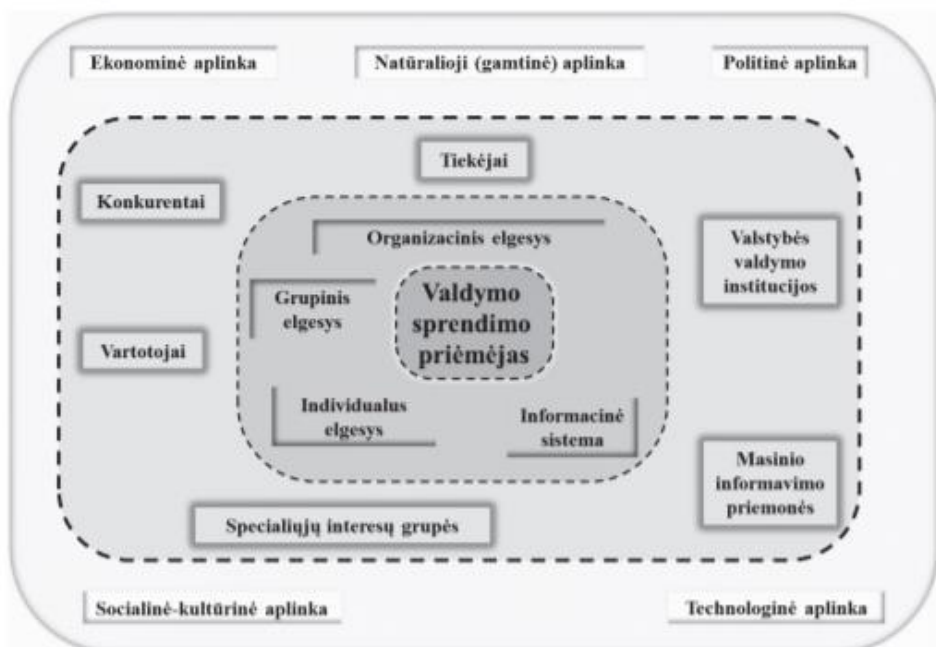 Ekonominė aplinka
Natūralioji (gamtinė) aplinka
Politinė aplinka
Tiekėjai
Konkurentai
Organizacinis elgesys
Valstybės
valdymo
institucijos
Grupinis
elgesys
Valdymo
sprendimo
priėmėjas
Vartotojai
Individualus
elgesys
Informacinė
sistema
Masinio
informavimo
priemonės
Specialiųjų interesų grupės
Socialinė-kultūrinė aplinka
Technologinė aplinka